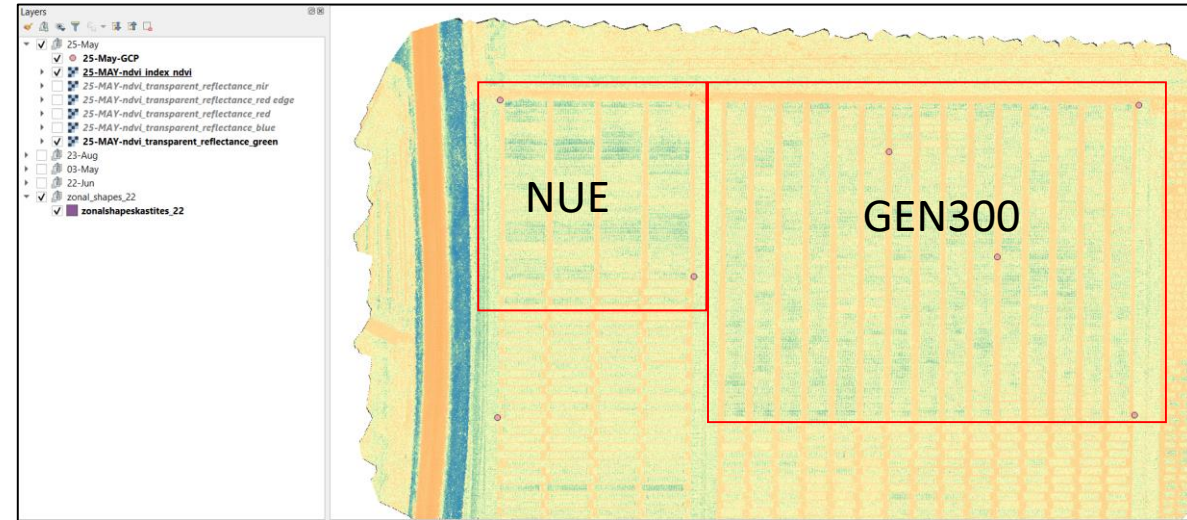 Layers
25-May
25-May-GCP
25-MAY-ndvi_index_ndvi
25-MAY-ndvi_transparent_reflectance_nir
25-MAY-ndvi_transparent_reflectance_red edge
25-MAY-ndvi_transparent_reflectance_red
25-MAY-ndvi_transparent_reflectance_blue
25-MAY-ndvi_transparent_reflectance_green
23-Aug
03-May
22-Jun
zonal_shapes_22
zonalshapeskastites_22
NUE
GEN300